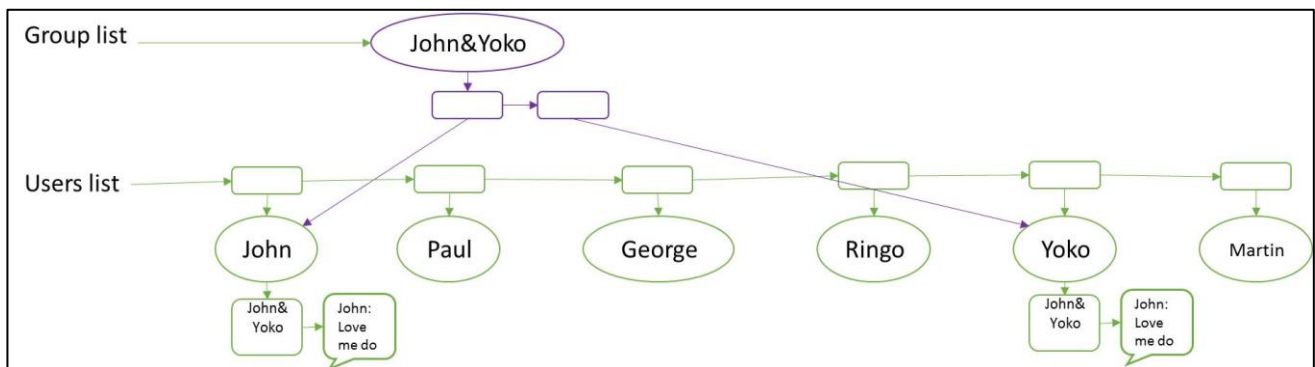 Group list
John&Yoko
Users list
John
Paul
George
Ringo
Yoko
Martin
John&
Yoko
John:
Love
me do
John&
Yoko
John:
Love
me do